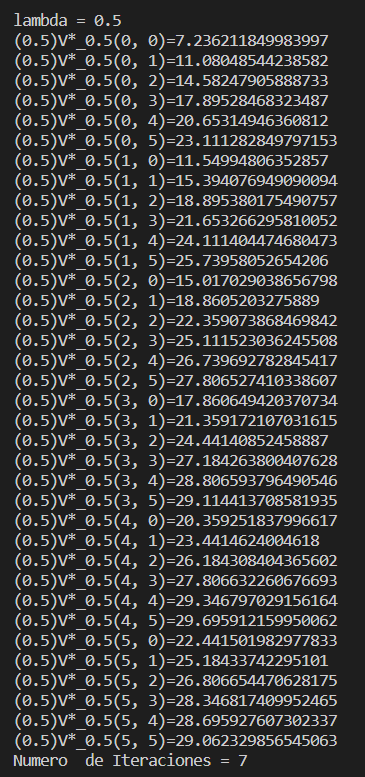 lambda = 0.5
(0.5)V*_0.5(0, 0)=7.236211849983997
(0.5)V*_0.5(0, 1)=11.08048544238582
(0.5)V*_0.5(0, 2)=14.58247905888733
(0.5)V*_0.5(0, 3)=17.89528468323487
(0.5)V*_0.5(0, 4)=20.65314946360812
(0.5)V*_0.5(0, 5)=23.111282849797153
(0.5)V*_0.5(1, 0)=11.54994806352857
(0.5)V*_0.5(1, 1)=15.394076949090094
(0.5)V*_0.5(1, 2)=18.895380175490757
(0.5)V*_0.5(1, 3)=21.653266295810052
(0.5)V*_0.5(1, 4)=24.111404474680473
(0.5)V*_0.5(1, 5)=25.73958052654206
(0.5)V*_0.5(2, 0)=15.017029038656798
(0.5)V*_0.5(2, 1)=18.8605203275889
(0.5)V*_0.5(2, 2)=22.359073868469842
(0.5)V*_0.5(2, 3)=25.111523036245508
(0.5)V*_0.5(2, 4)=26.739692782845417
(0.5)V*_0.5(2, 5)=27.806527410338607
(0.5)V*_0.5(3, 0)=17.860649420370734
(0.5)V*_0.5(3, 1)=21.359172107031615
(0.5)V*_0.5(3, 2)=24.44140852458887
(0.5)V*_0.5(3, 3)=27.184263800407628
(0.5)V*_0.5(3, 4)=28.806593796490546
(0.5)V*_0.5(3, 5)=29.114413708581935
(0.5)V*_0.5(4, 0)=20.359251837996617
(0.5)V*_0.5(4, 1)=23.4414624004618
(0.5)V*_0.5(4, 2)=26.184308404365602
(0.5)V*_0.5(4, 3)=27.806632260676693
(0.5)V*_0.5(4, 4)=29.346797029156164
(0.5)V*_0.5(4, 5)=29.695912159950062
(0.5)V*_0.5(5, 0)=22.441501982977833
(0.5)V*_0.5(5, 1)=25.18433742295101
(0.5)V*_0.5(5, 2)=26.806654470628175
(0.5)V*_0.5(5, 3)=28.346817409952465
(0.5)V*_0.5(5, 4)=28.695927607302337
(0.5)V*_0.5(5, 5)=29.062329856545063
Numero  de Iteraciones = 7